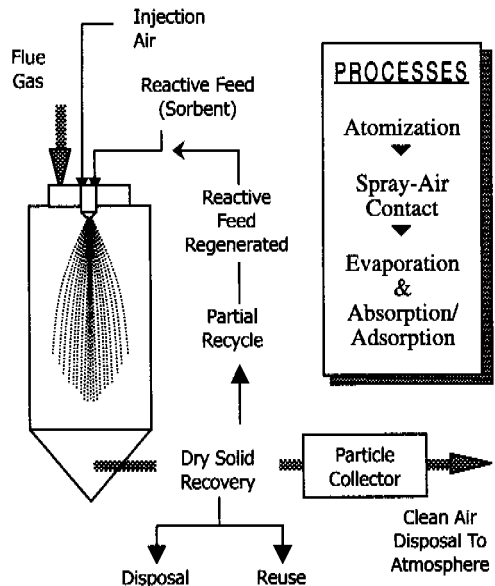 Injection
Air
Flue
Gas
Reactive Feed
(Sorbent)
Reactive
Feed
Regenerated
Partial
Recycle
Dry Solid
Recovery
Disposal
Reuse
Particle
Collector
Clean Air
Disposal To
Atmosphere
PROCESSES
Atomization
Spray-Air
Contact
Evaporation
&
Absorption/
Adsorption